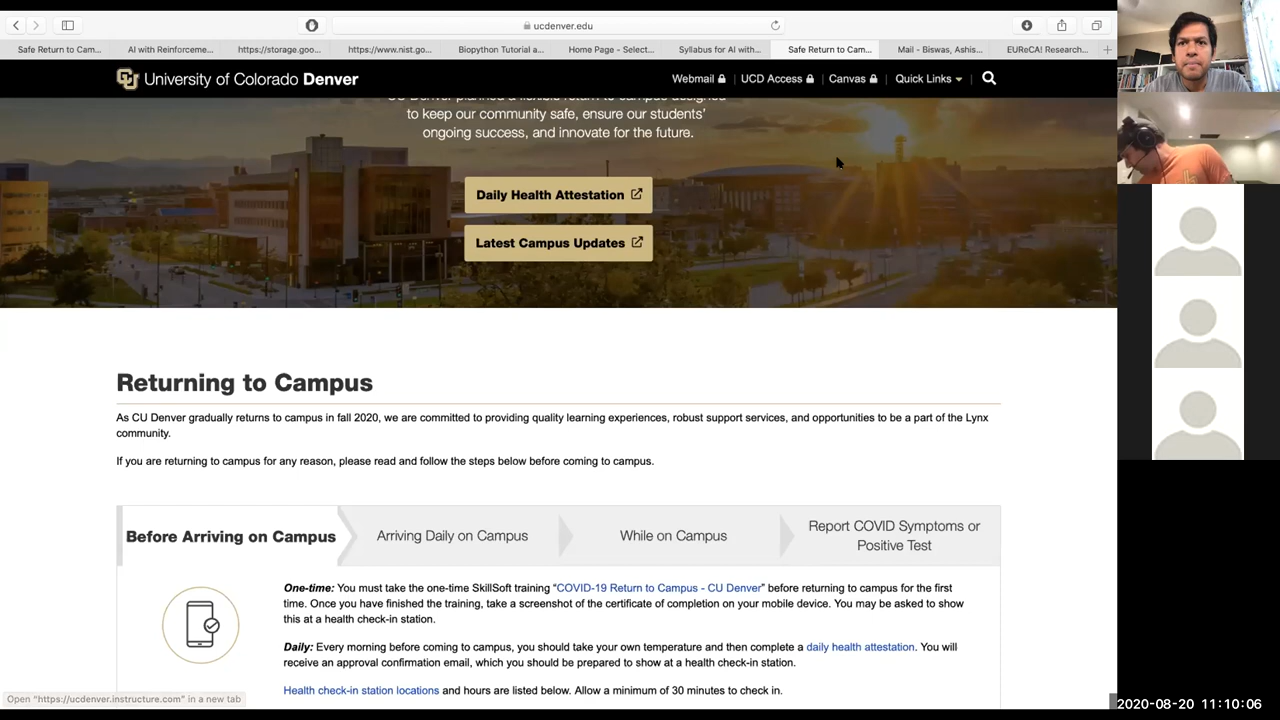 ucdenver.edu
Safe Return to Cam...
AI with Reinforceme...
https://storage.goo...
https://www.nist.go...
Biopython Tutorial a...
Home Page - Select...
Syllabus for AI with...
Safe Return to Cam...
Mail - Biswas, Ashis...
EUReCA! Research...
University of Colorado Denver
Webmail | UCD Access | Canvas | Quick Links |
CU Denver planned a flexible return to campus designed
to keep our community safe, ensure our students'
ongoing success, and innovate for the future.
Daily Health Attestation
Latest Campus Updates
Returning to Campus
As CU Denver gradually returns to campus in fall 2020, we are committed to providing quality learning experiences, robust support services, and opportunities to be a part of the Lynx
community.
If you are returning to campus for any reason, please read and follow the steps below before coming to campus.
Before Arriving on Campus
Arriving Daily on Campus
While on Campus
Report COVID Symptoms or
Positive Test
One-time: You must take the one-time SkillSoft training “COVID-19 Return to Campus - CU Denver” before returning to campus for the first
time. Once you have finished the training, take a screenshot of the certificate of completion on your mobile device. You may be asked to show
this at a health check-in station.
Daily: Every morning before coming to campus, you should take your own temperature and then complete a daily health attestation. You will
receive an approval confirmation email, which you should be prepared to show at a health check-in station.
Health check-in station locations and hours are listed below. Allow a minimum of 30 minutes to check in.
Open “https://ucdenver.instructure.com” in a new tab
2020-08-20 11:10:06